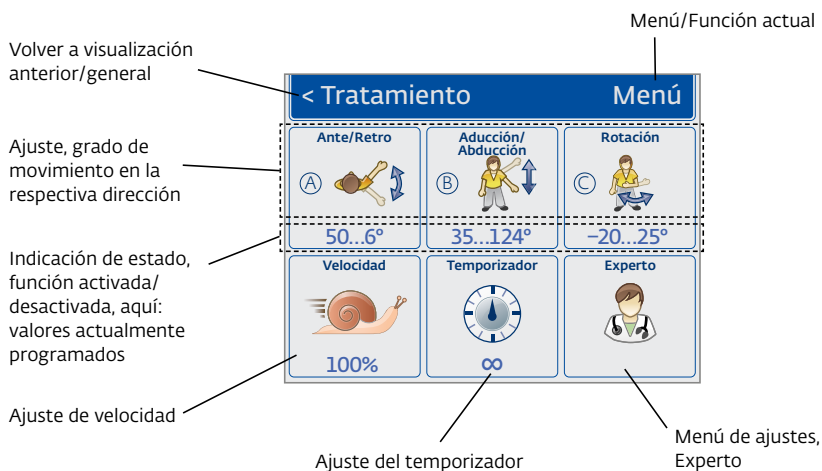 Menú/Función actual
Volver a visualización
anterior/general
< Tratamiento Menú
Ajuste, grado de
movimiento en la
respectiva dirección
Ante/Retro
A
Aducción/
Abducción
B
Rotación
C
50...6° 35...124° –20...25°
Indicación de estado,
función activada/
desactivada, aquí:
valores actualmente
programados
Velocidad Temporizador Experto
100% ∞
Ajuste de velocidad
Ajuste del temporizador
Menú de ajustes,
Experto